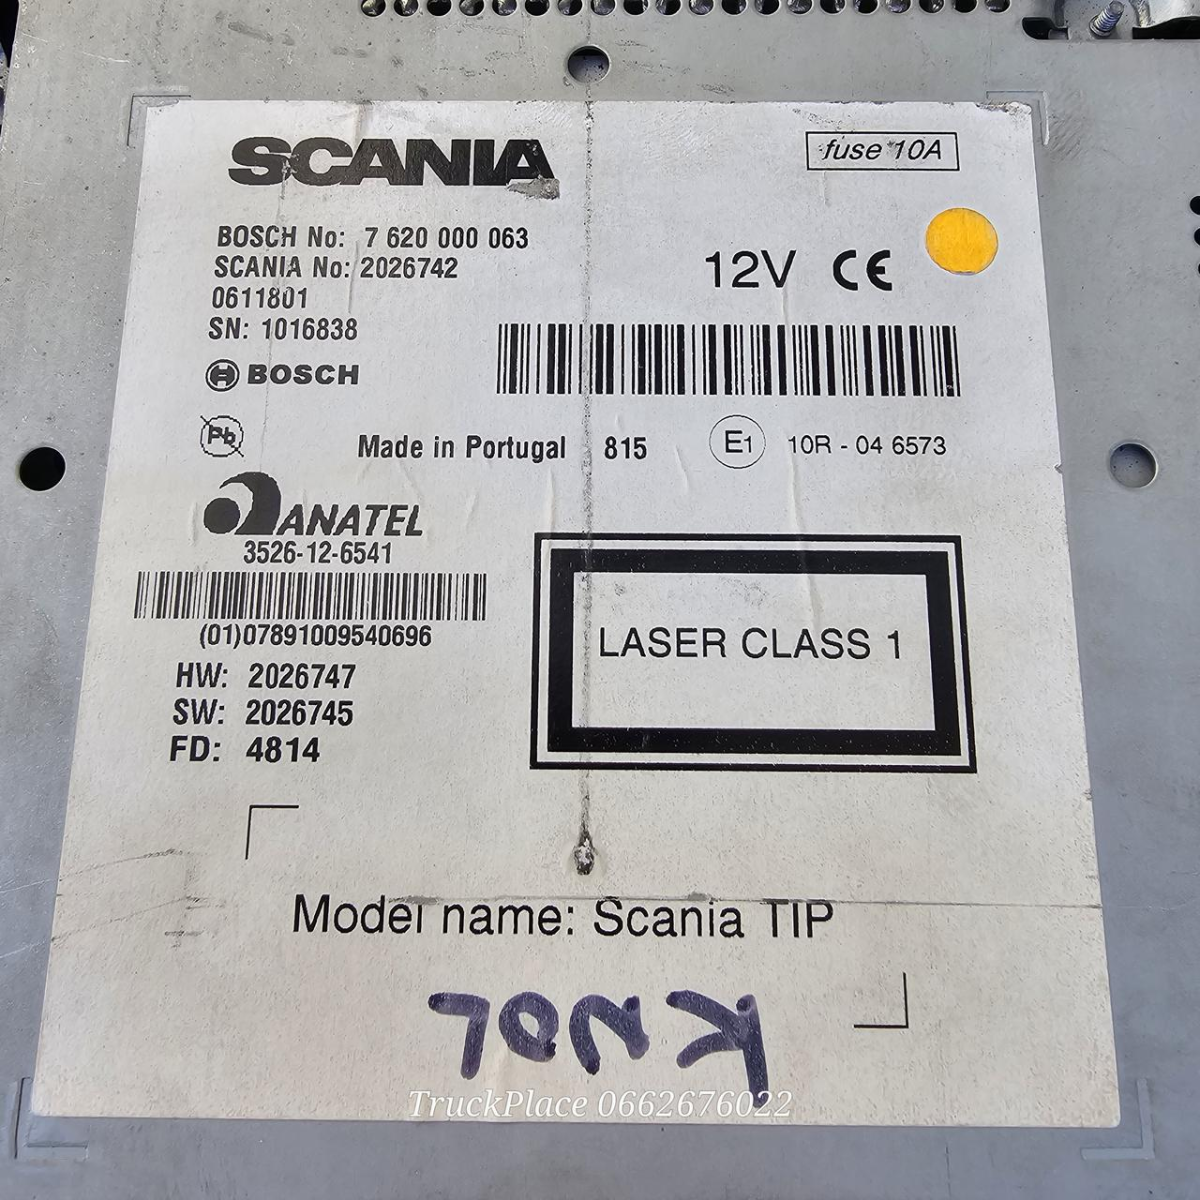 SCANIA
fuse 10A
BOSCH No: 7 620 000 063
SCANIA No: 2026742
0611801
SN: 1016838
12V CE
BOSCH
Pb
Made in Portugal 815 E1 10R - 04 6573
ANATEL
3526-12-6541
(01)07891009540696
HW: 2026747
SW: 2026745
FD: 4814
LASER CLASS 1
Model name: Scania TIP
TruckPlace 0662676022